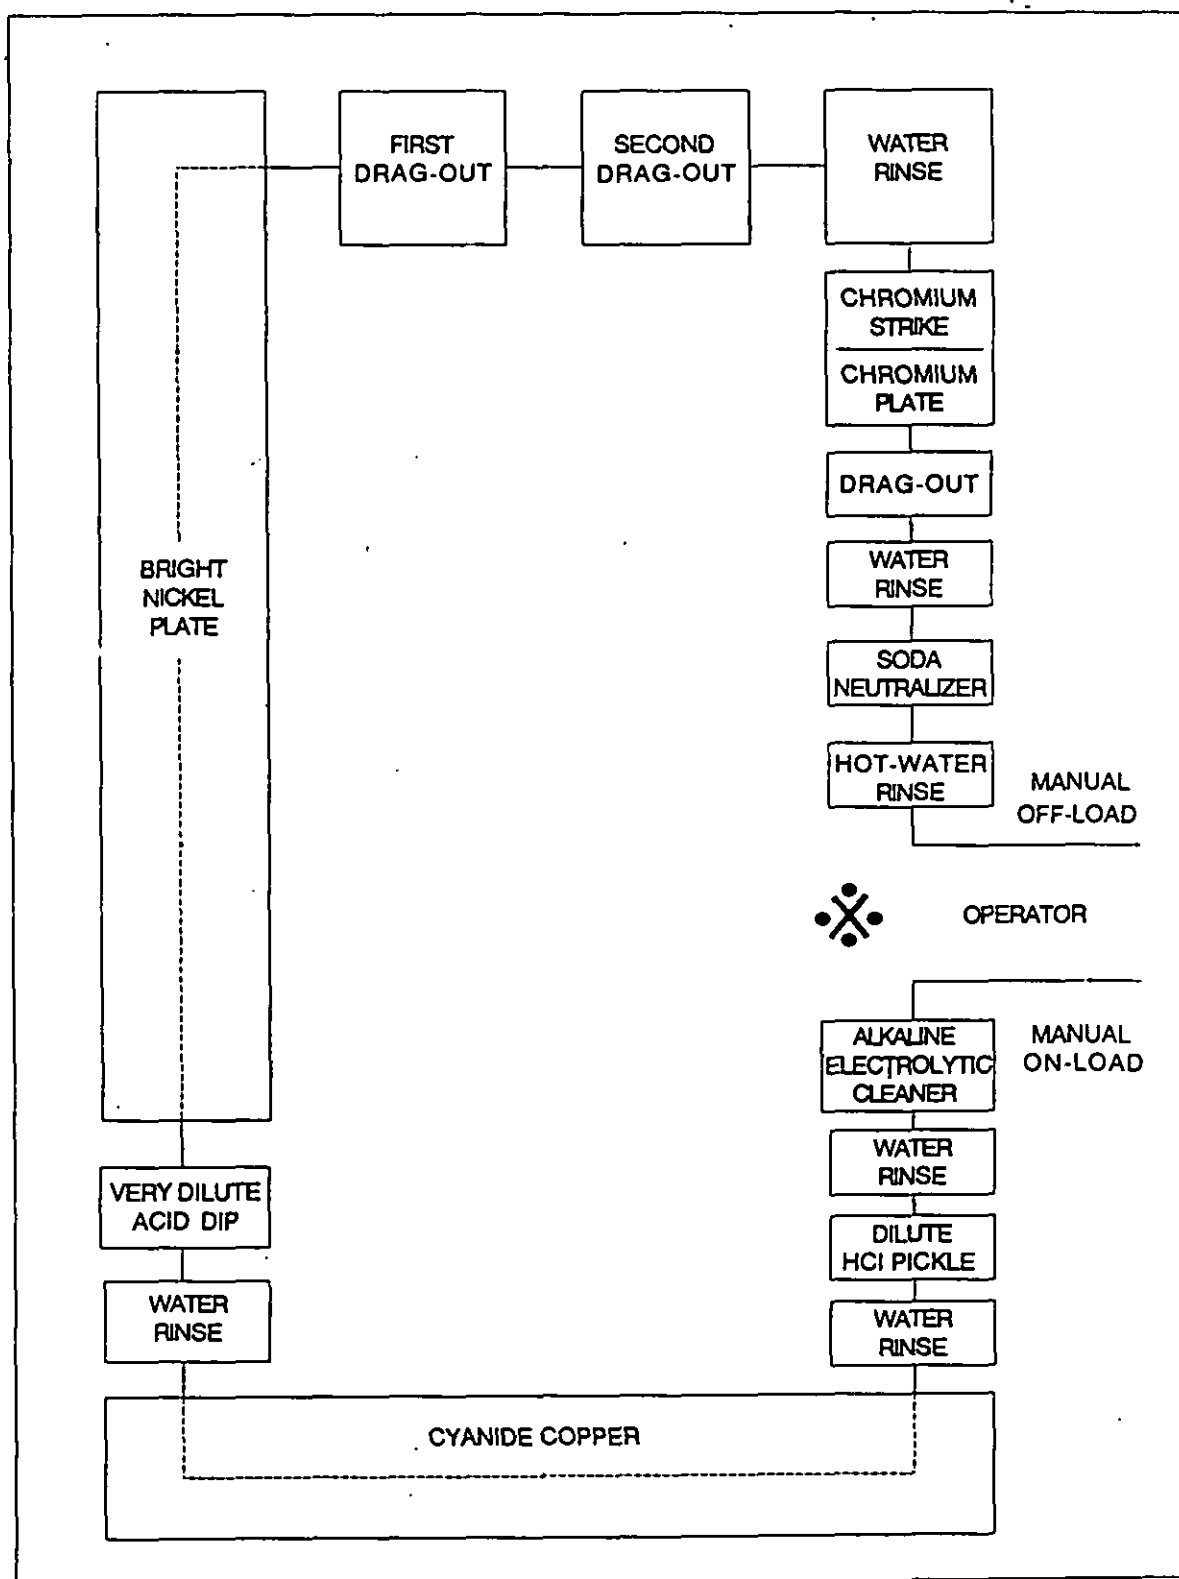 FIRST
DRAG-OUT
SECOND
DRAG-OUT
WATER
RINSE
CHROMIUM
STRIKE
CHROMIUM
PLATE
DRAG-OUT
WATER
RINSE
SODA
NEUTRALIZER
HOT-WATER
RINSE
MANUAL
OFF-LOAD
OPERATOR
MANUAL
ON-LOAD
ALKALINE
ELECTROLYTIC
CLEANER
WATER
RINSE
DILUTE
HCl PICKLE
WATER
RINSE
CYANIDE COPPER
WATER
RINSE
VERY DILUTE
ACID DIP
BRIGHT
NICKEL
PLATE